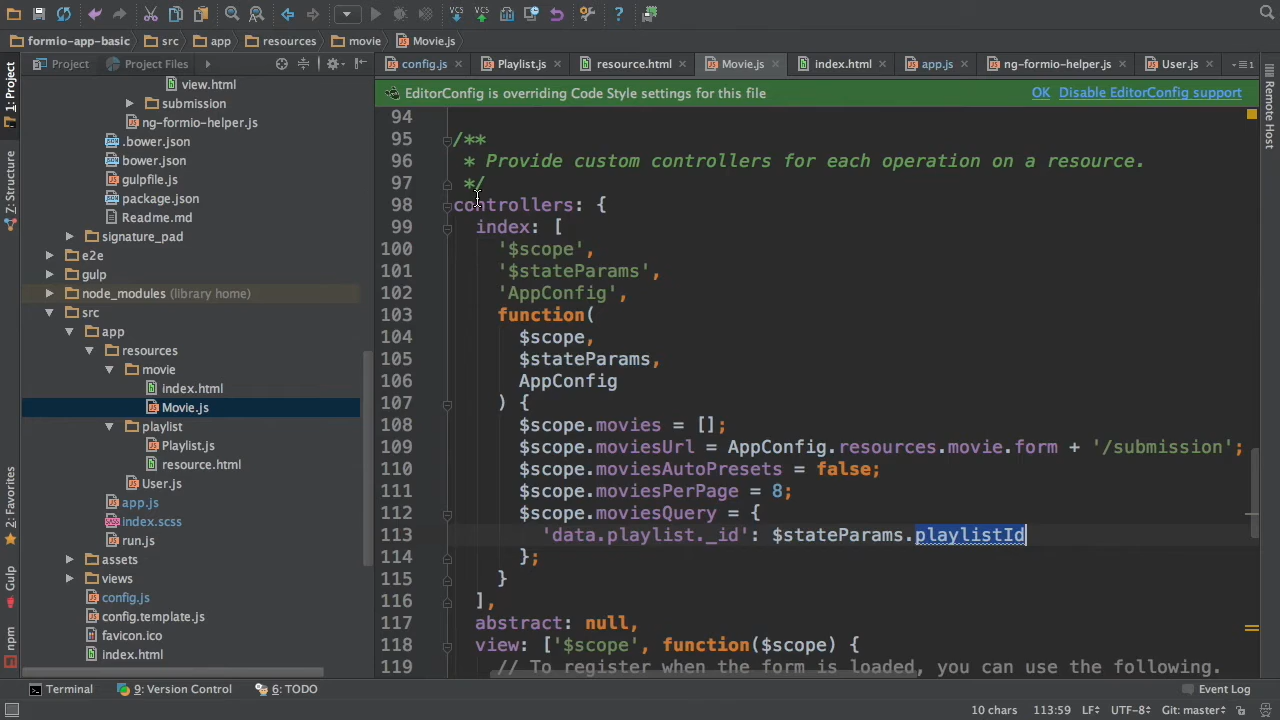 formio-app-basic src app resources movie Movie.js
Project Project Files
config.js Playlist.js resource.html Movie.js index.html app.js ng-formio-helper.js User.js 1
EditorConfig is overriding Code Style settings for this file OK Disable EditorConfig support
1: Project
Z: Structure
2: Favorites
Gulp
npm
view.html
submission
ng-formio-helper.js
.bower.json
bower.json
gulpfile.js
package.json
Readme.md
signature_pad
e2e
gulp
node_modules (library home)
src
app
resources
movie
index.html
Movie.js
playlist
Playlist.js
resource.html
User.js
app.js
index.scss
run.js
assets
views
config.js
config.template.js
favicon.ico
index.html
94
95 /**
96 * Provide custom controllers for each operation on a resource.
97 */
98 controllers: {
99 index: [
100 '$scope',
101 '$stateParams',
102 'AppConfig',
103 function(
104 $scope,
105 $stateParams,
106 AppConfig
107 ) {
108 $scope.movies = [];
109 $scope.moviesUrl = AppConfig.resources.movie.form + '/submission';
110 $scope.moviesAutoPresets = false;
111 $scope.moviesPerPage = 8;
112 $scope.moviesQuery = {
113 'data.playlist._id': $stateParams.playlistId
114 };
115 }
116 ],
117 abstract: null,
118 view: ['$scope', function($scope) {
119 // To register when the form is loaded, you can use the following.
Remote Host
Terminal 9: Version Control 6: TODO Event Log
10 chars 113:59 LF UTF-8 Git: master